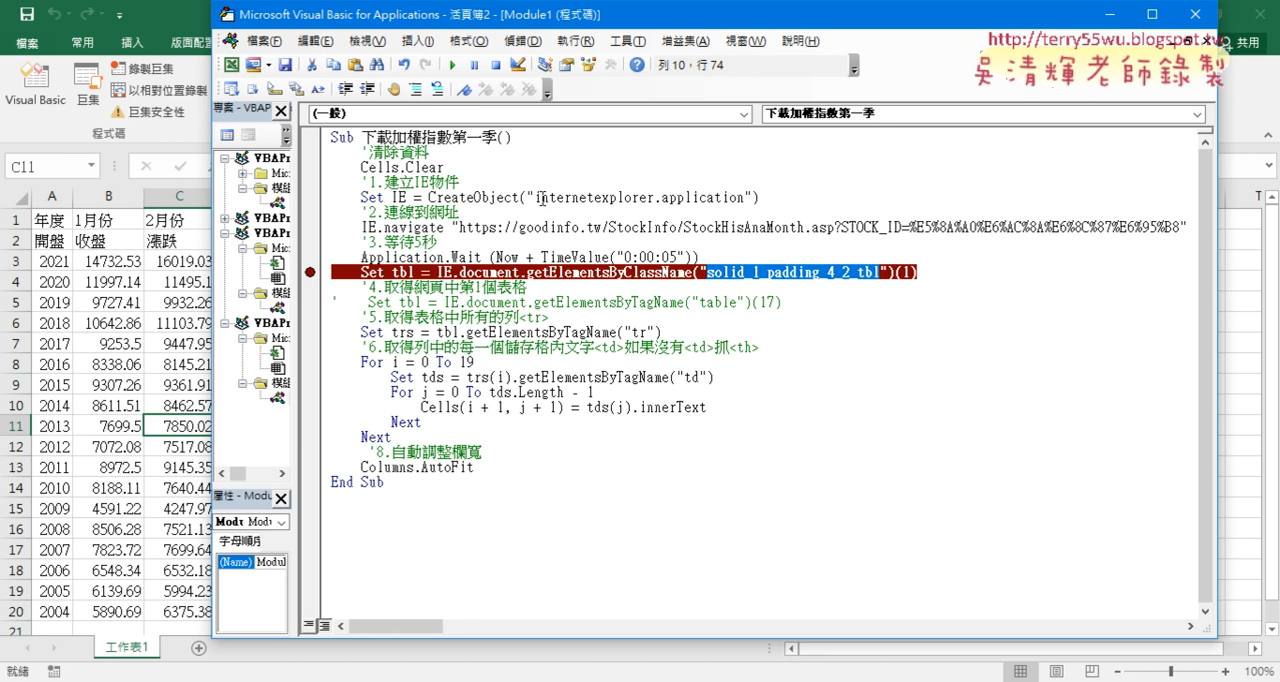 Microsoft Visual Basic for Applications - 活頁簿2 - [Module1 (程式碼)]
檔案 常用 插入 版面配置
檔案(F) 編輯(E) 檢視(V) 插入(I) 格式(O) 偵錯(D) 執行(R) 工具(T) 增益集(A) 視窗(W) 說明(H)
http://terry55wu.blogspot.tw
吳清輝老師錄製
共用
列 10，行 74
Visual Basic 巨集
錄製巨集
以相對位置錄製
巨集安全性
程式碼
專案 - VBAP
(一般) 下載加權指數第一季
C11
A B C T
1 年度 1月份 2月份
2 開盤 收盤 漲跌
3 2021 14732.53 16019.03
4 2020 11997.14 11495.1
5 2019 9727.41 9932.26
6 2018 10642.86 11103.79
7 2017 9253.5 9447.95
8 2016 8338.06 8145.21
9 2015 9307.26 9361.91
10 2014 8611.51 8462.57
11 2013 7699.5 7850.02
12 2012 7072.08 7517.08
13 2011 8972.5 9145.35
14 2010 8188.11 7640.44
15 2009 4591.22 4247.97
16 2008 8506.28 7521.13
17 2007 7823.72 7699.64
18 2006 6548.34 6532.18
19 2005 6139.69 5994.23
20 2004 5890.69 6375.38
21
VBAPr
Mic
模組
VBAPr
VBAPr
Mic
模組
VBAPr
Mic
模組
屬性 - Modu
Modu Modu
字母順序
(Name) Modul
Sub 下載加權指數第一季()
'清除資料
Cells.Clear
'1.建立IE物件
Set IE = CreateObject("internetexplorer.application")
'2.連線到網址
IE.navigate "https://goodinfo.tw/StockInfo/StockHisAnaMonth.asp?STOCK_ID=%E5%8A%A0%E6%AC%8A%E6%8C%87%E6%95%B8"
'3.等待5秒
Application.Wait (Now + TimeValue("0:00:05"))
Set tbl = IE.document.getElementsByClassName("solid_1_padding_4_2_tbl")(1)
'4.取得網頁中第1個表格
' Set tbl = IE.document.getElementsByTagName("table")(17)
'5.取得表格中所有的列<tr>
Set trs = tbl.getElementsByTagName("tr")
'6.取得列中的每一個儲存格內文字<td>如果沒有<td>抓<th>
For i = 0 To 19
Set tds = trs(i).getElementsByTagName("td")
For j = 0 To tds.Length - 1
Cells(i + 1, j + 1) = tds(j).innerText
Next
Next
'8.自動調整欄寬
Columns.AutoFit
End Sub
工作表1
就緒
100%